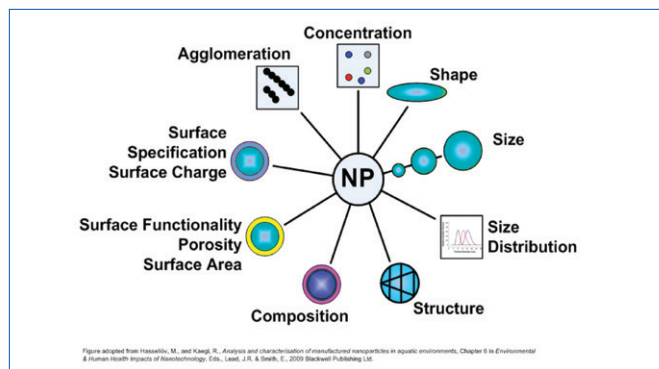 Concentration
Agglomeration
Shape
Surface
Specification
Surface Charge
Size
NP
Surface Functionality
Porosity
Surface Area
Size
Distribution
Composition
Structure
Figure adopted from Hassellöv, M., and Kaegi, R., Analysis and characterisation of manufactured nanoparticles in aquatic environments, Chapter 6 in Environmental
& Human Health Impacts of Nanotechnology, Eds., Lead, J.R. & Smith, E., 2009 Blackwell Publishing Ltd.